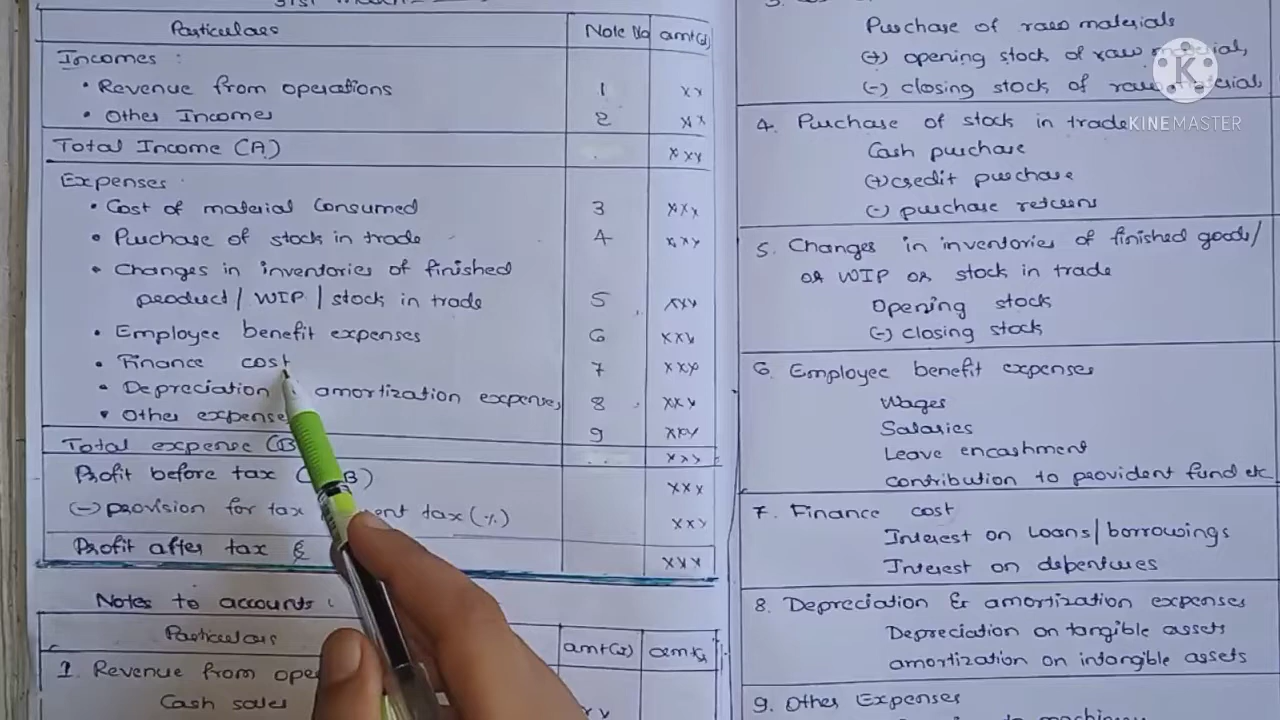 31st
Particulars Note No amt(₹)
Incomes :
• Revenue from operations 1 xx
• Other Incomes 2 xx
Total Income (A) xxx
Expenses :
• Cost of material Consumed 3 xxx
• Purchase of stock in trade 4 xxx
• Changes in inventories of finished
product / WIP / stock in trade 5 xxx
• Employee benefit expenses 6 xxx
• Finance cost 7 xxx
• Depreciation amortization expenses 8 xxx
• Other expense 9 xxx
Total expense (B xxx
Profit before tax ( B) xxx
(-) provision for tax tax (%) xxx
Profit after tax xxx
Notes to accounts :
Particulars amt(₹) amt₹
1. Revenue from ope
Cash sales
3.
Purchase of raw materials
(+) opening stock of raw material,
(-) closing stock of raw material,
4. Purchase of stock in trade
Cash purchase
(+) credit purchase
(-) purchase returns
5. Changes in inventories of finished goods/
or WIP or stock in trade
Opening stock
(-) closing stock
6. Employee benefit expenses
Wages
Salaries
Leave encashment
contribution to provident fund etc
7. Finance cost
Interest on Loans/borrowings
Interest on debentures
8. Depreciation & amortization expenses
Depreciation on tangible assets
amortization on intangible assets
9. Other Expenses
to machinery
K
KINEMASTER